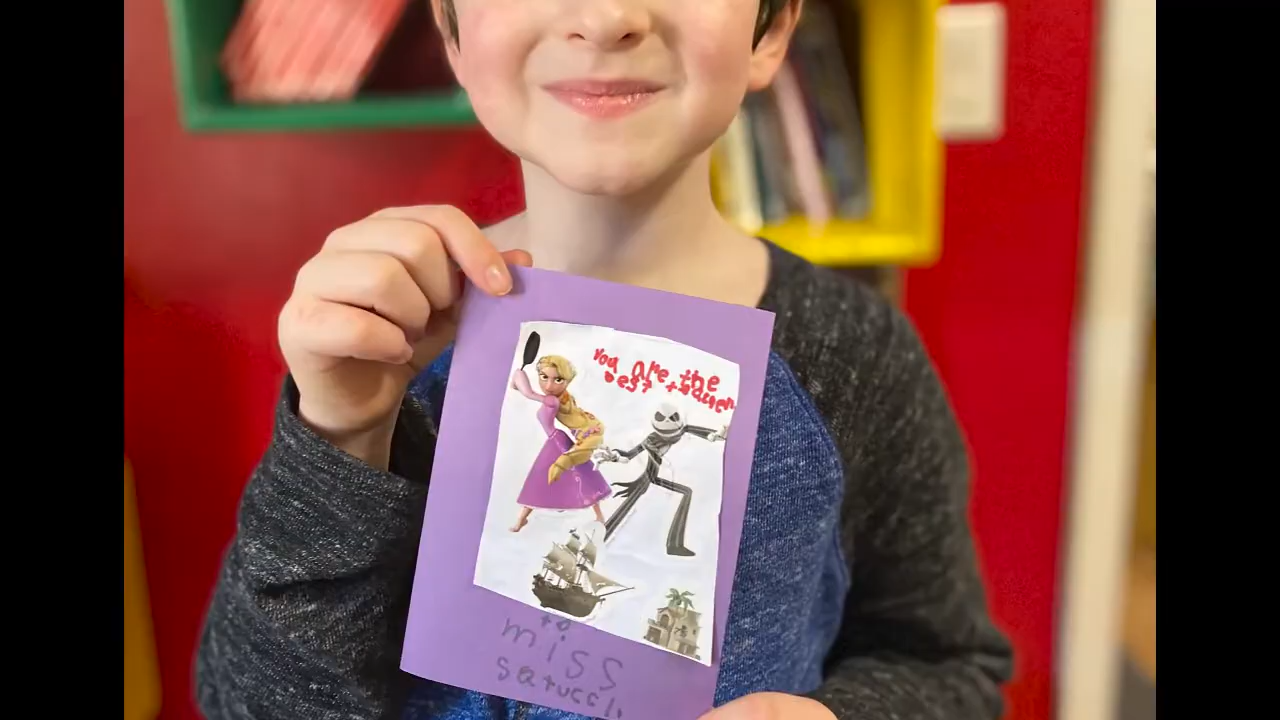 You are the
best teacher
to
miss
satucci